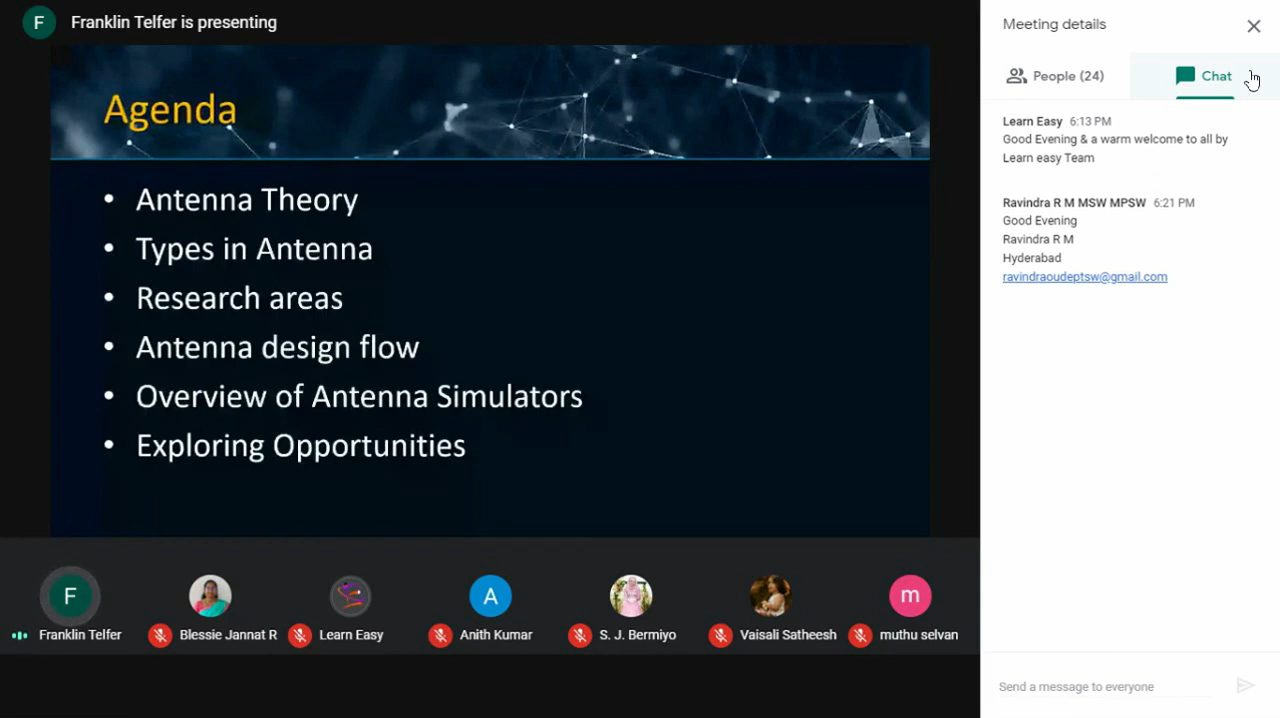 F
Franklin Telfer is presenting
Agenda
• Antenna Theory
• Types in Antenna
• Research areas
• Antenna design flow
• Overview of Antenna Simulators
• Exploring Opportunities
F
A
m
Franklin Telfer
Blessie Jannat R
Learn Easy
Anith Kumar
S. J. Bermiyo
Vaisali Satheesh
muthu selvan
Meeting details
People (24)
Chat
Learn Easy 6:13 PM
Good Evening & a warm welcome to all by
Learn easy Team
Ravindra R M MSW MPSW 6:21 PM
Good Evening
Ravindra R M
Hyderabad
ravindraoudeptsw@gmail.com
Send a message to everyone